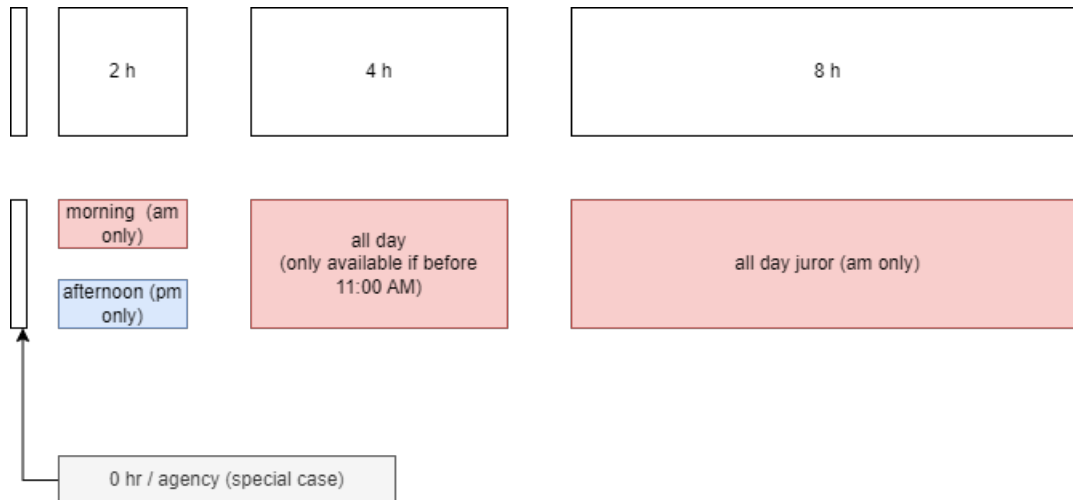 2 h
4 h
8 h
morning (am
only)
afternoon (pm
only)
all day
(only available if before
11:00 AM)
all day juror (am only)
0 hr / agency (special case)